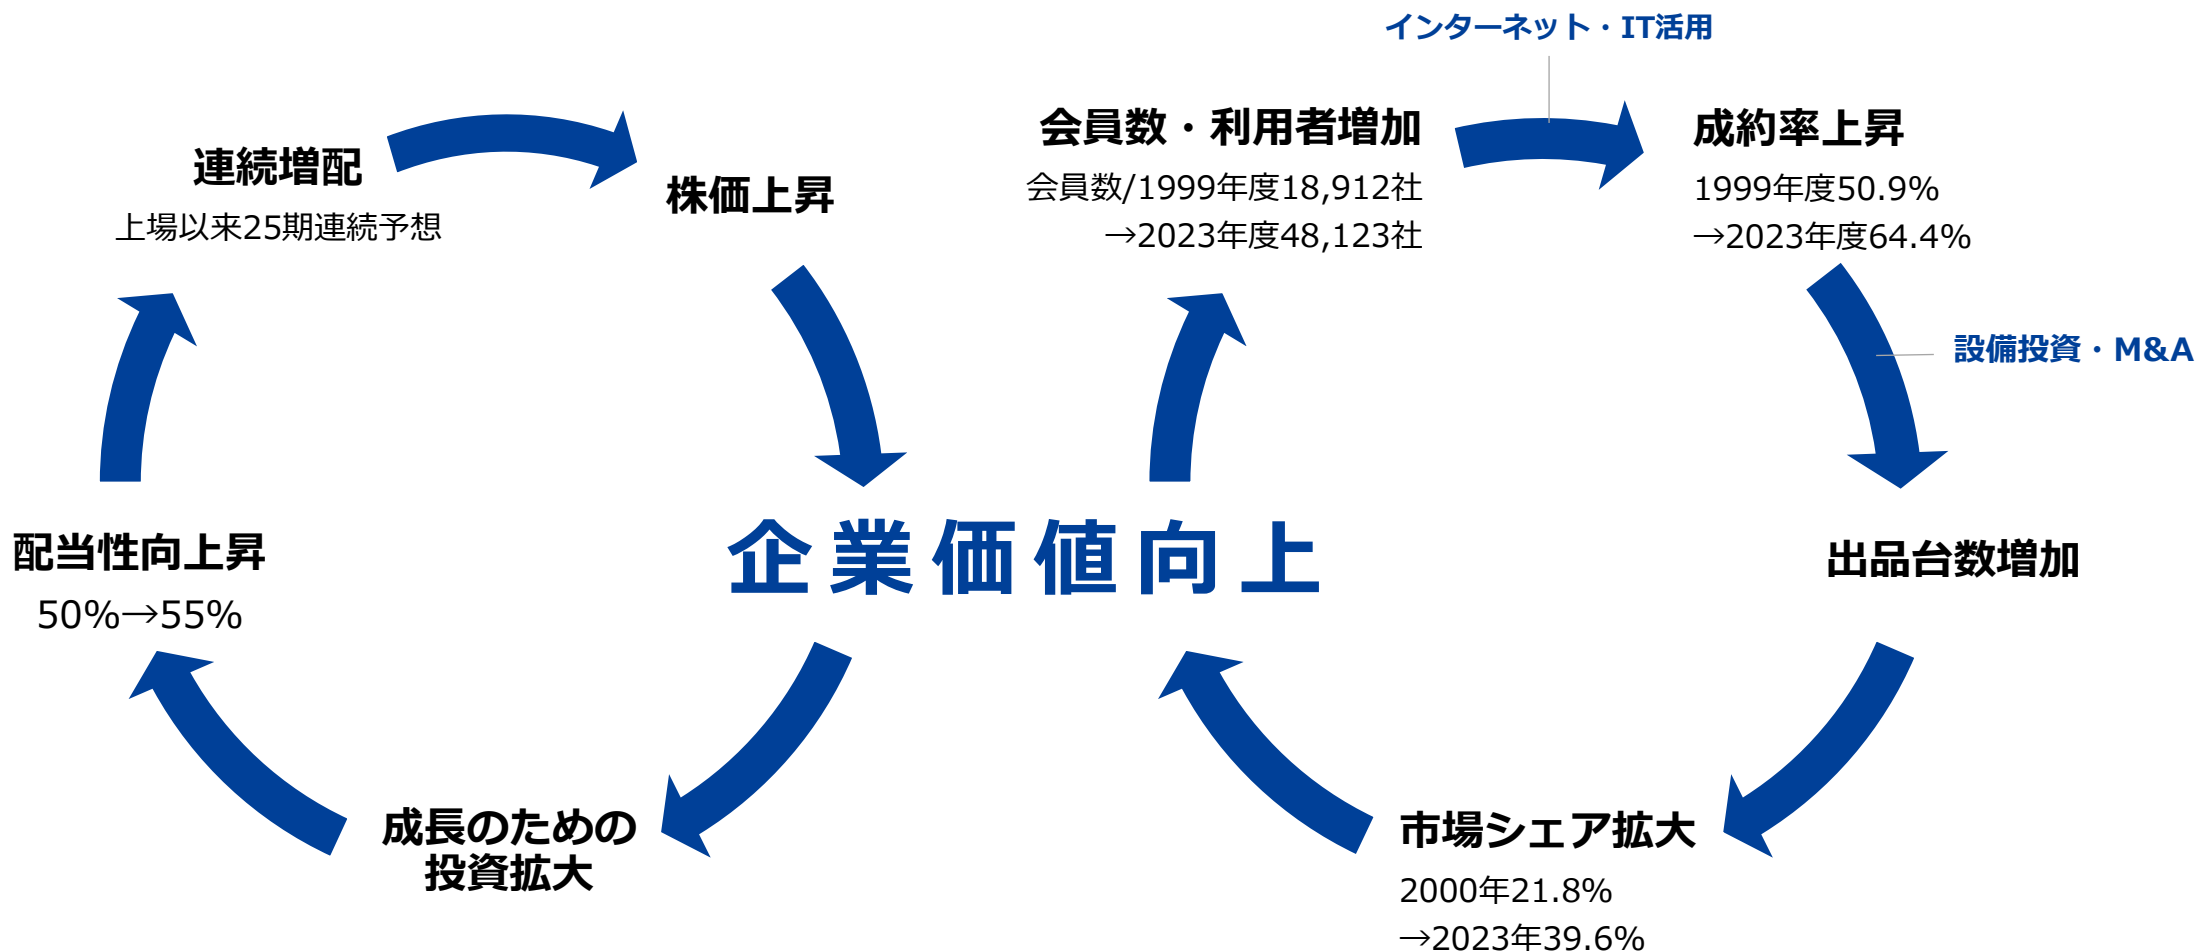 インターネット・IT活用
連続増配
上場以来25期連続予想
株価上昇
会員数・利用者増加
会員数/1999年度18,912社
→2023年度48,123社
成約率上昇
1999年度50.9%
→2023年度64.4%
設備投資・M&A
配当性向上昇
50%→55%
企業価値向上
出品台数増加
成長のための
投資拡大
市場シェア拡大
2000年21.8%
→2023年39.6%